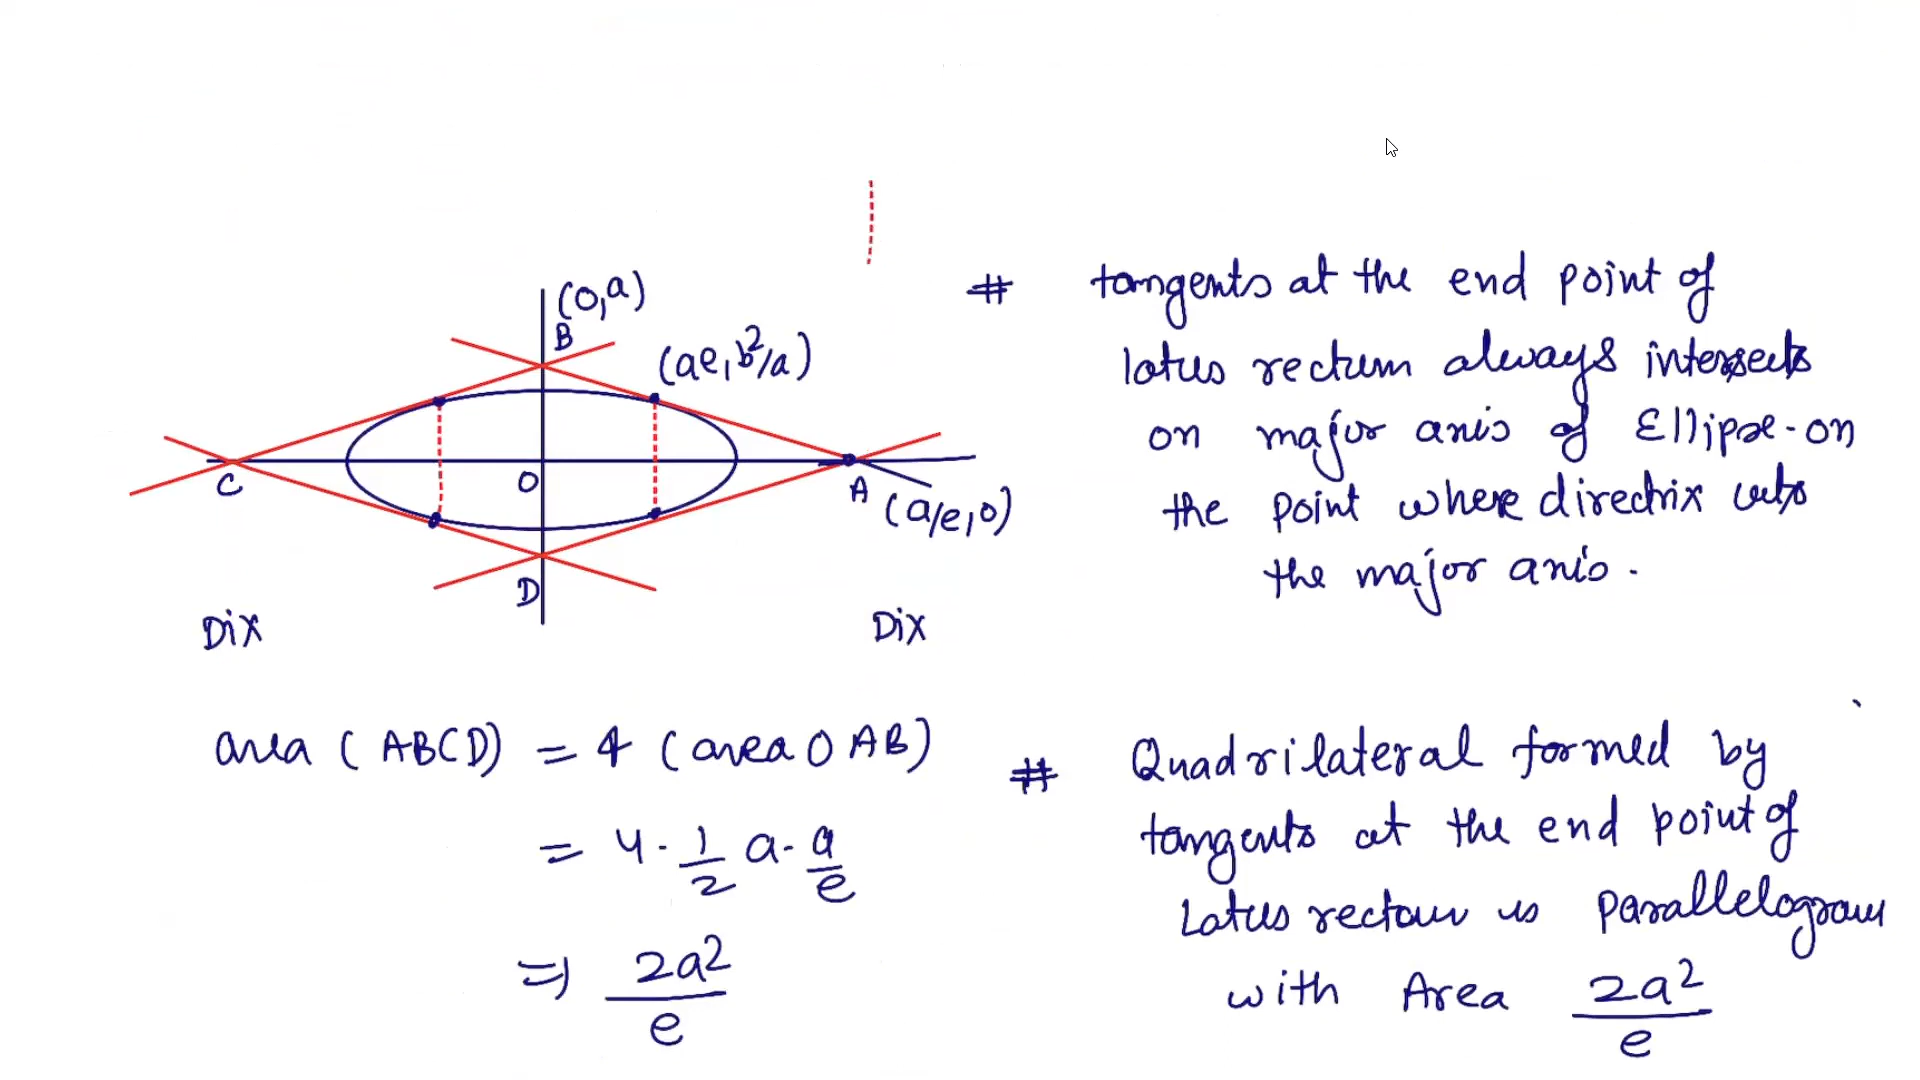 (0,a)
B
(ae, b²/a)
C
O
A
(a/e, 0)
D
Dix
Dix
# tangents at the end point of
latus rectum always intersects
on major axis of Ellipse - on
the point where directrix cuts
the major axis.
area (ABCD) = 4 (area OAB)
= 4 · 1/2 a · a/e
⇒ 2a²/e
# Quadrilateral formed by
tangents at the end point of
Latus rectum is parallelogram
with Area 2a²/e